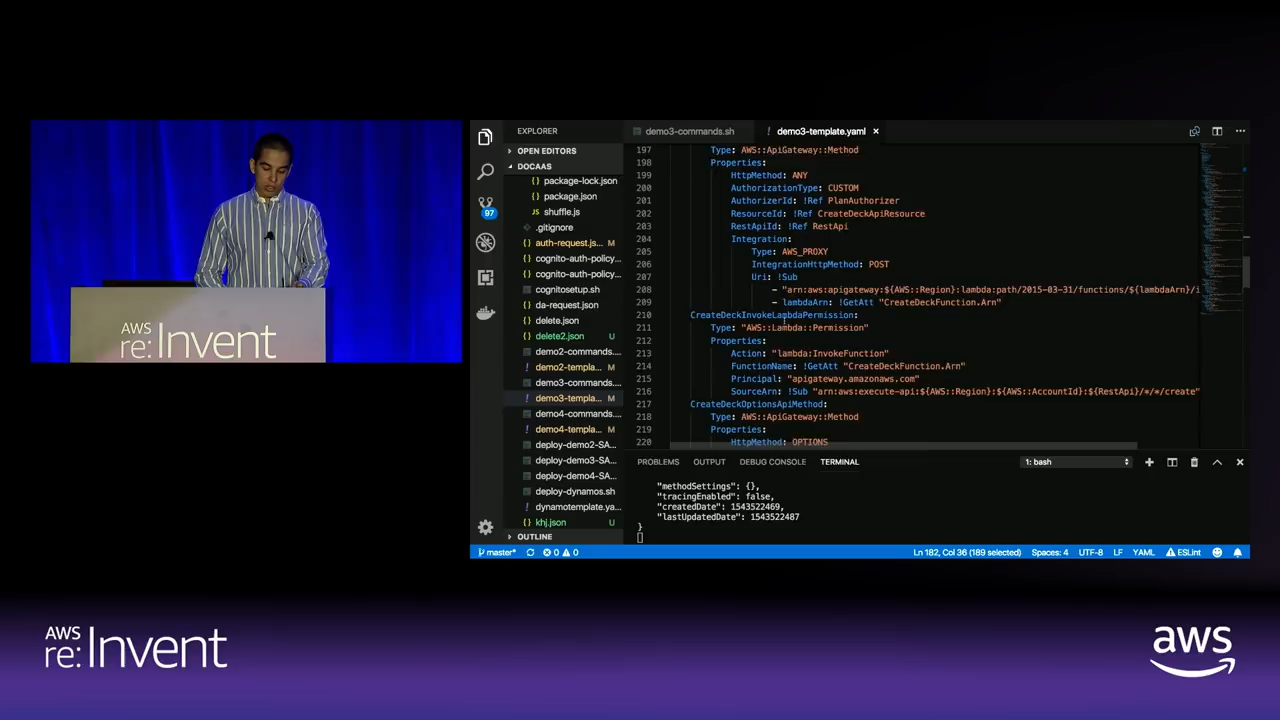 AWS
re:Invent
EXPLORER
OPEN EDITORS
DOCAAS
{} package-lock.json
{} package.json
JS shuffle.js
.gitignore
{} auth-request.js... M
{} cognito-auth-policy...
{} cognito-auth-policy...
cognitosetup.sh
{} da-request.json
{} delete.json
{} delete2.json U
demo2-commands....
! demo2-templa... M
demo3-commands....
! demo3-templa... M
demo4-commands....
! demo4-templa... M
deploy-demo2-SA...
deploy-demo3-SA...
deploy-demo4-SA...
deploy-dynamos.sh
dynamotemplate.ya...
{} khj.json U
OUTLINE
97
demo3-commands.sh
! demo3-template.yaml ×
197 Type: AWS::ApiGateway::Method
198 Properties:
199 HttpMethod: ANY
200 AuthorizationType: CUSTOM
201 AuthorizerId: !Ref PlanAuthorizer
202 ResourceId: !Ref CreateDeckApiResource
203 RestApiId: !Ref RestApi
204 Integration:
205 Type: AWS_PROXY
206 IntegrationHttpMethod: POST
207 Uri: !Sub
208 - "arn:aws:apigateway:${AWS::Region}:lambda:path/2015-03-31/functions/${lambdaArn}/i
209 - lambdaArn: !GetAtt "CreateDeckFunction.Arn"
210 CreateDeckInvokeLambdaPermission:
211 Type: "AWS::Lambda::Permission"
212 Properties:
213 Action: "lambda:InvokeFunction"
214 FunctionName: !GetAtt "CreateDeckFunction.Arn"
215 Principal: "apigateway.amazonaws.com"
216 SourceArn: !Sub "arn:aws:execute-api:${AWS::Region}:${AWS::AccountId}:${RestApi}/*/*/create"
217 CreateDeckOptionsApiMethod:
218 Type: AWS::ApiGateway::Method
219 Properties:
220 HttpMethod: OPTIONS
PROBLEMS OUTPUT DEBUG CONSOLE TERMINAL 1: bash
"methodSettings": {},
"tracingEnabled": false,
"createdDate": 1543522469,
"lastUpdatedDate": 1543522487
}
master* 0 0 Ln 182, Col 36 (189 selected) Spaces: 4 UTF-8 LF YAML ESLint
AWS
re:Invent
aws